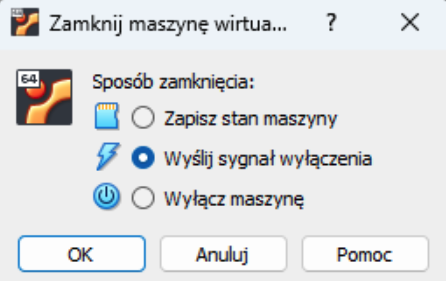 Zamknij maszynę wirtua... ?
64
Sposób zamknięcia:
Zapisz stan maszyny
Wyślij sygnał wyłączenia
Wyłącz maszynę
OK Anuluj Pomoc